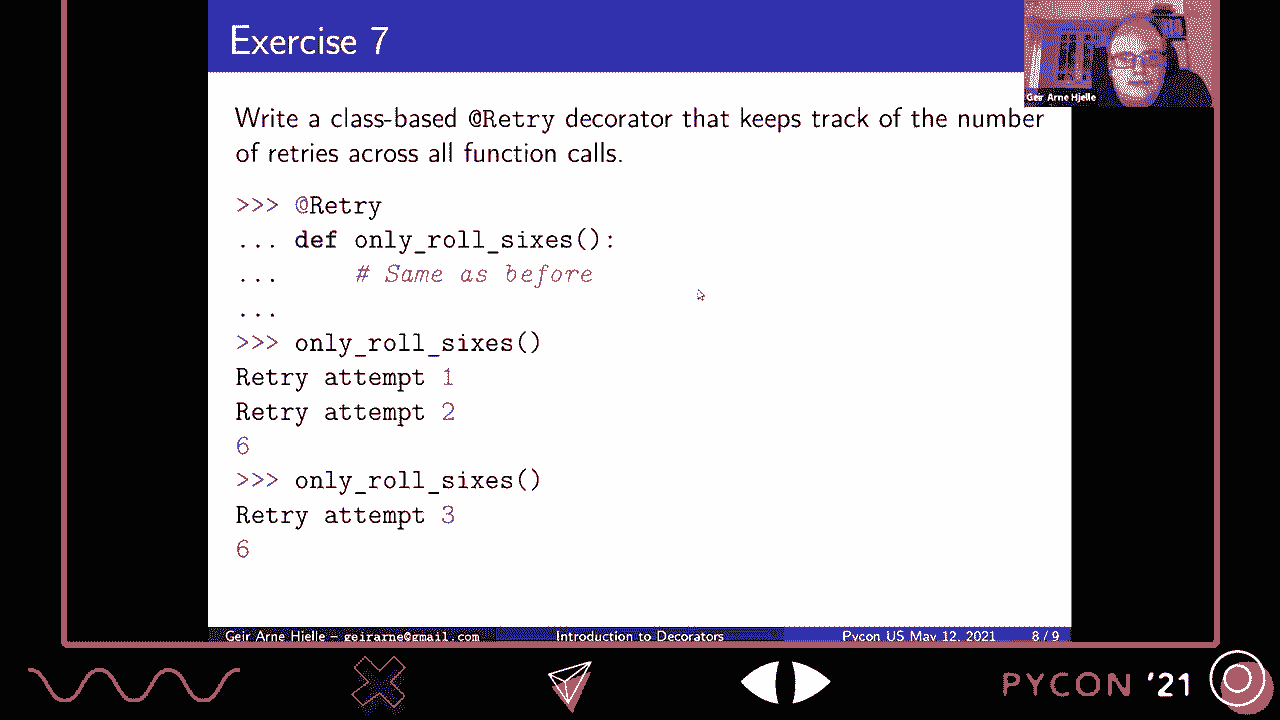 Exercise 7
Geir Arne Hjelle
Write a class-based @Retry decorator that keeps track of the number
of retries across all function calls.
>>> @Retry
... def only_roll_sixes():
...     # Same as before
...
>>> only_roll_sixes()
Retry attempt 1
Retry attempt 2
6
>>> only_roll_sixes()
Retry attempt 3
6
Geir Arne Hjelle – geirarne@gmail.com Introduction to Decorators Pycon US May 12, 2021 8 / 9
PYCON '21